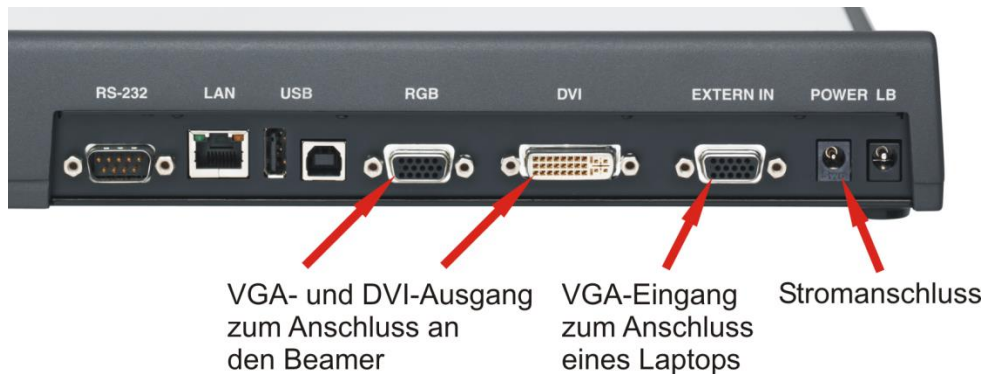 RS-232 LAN USB RGB DVI EXTERN IN POWER LB
VGA- und DVI-Ausgang
zum Anschluss an
den Beamer
VGA-Eingang
zum Anschluss
eines Laptops
Stromanschluss